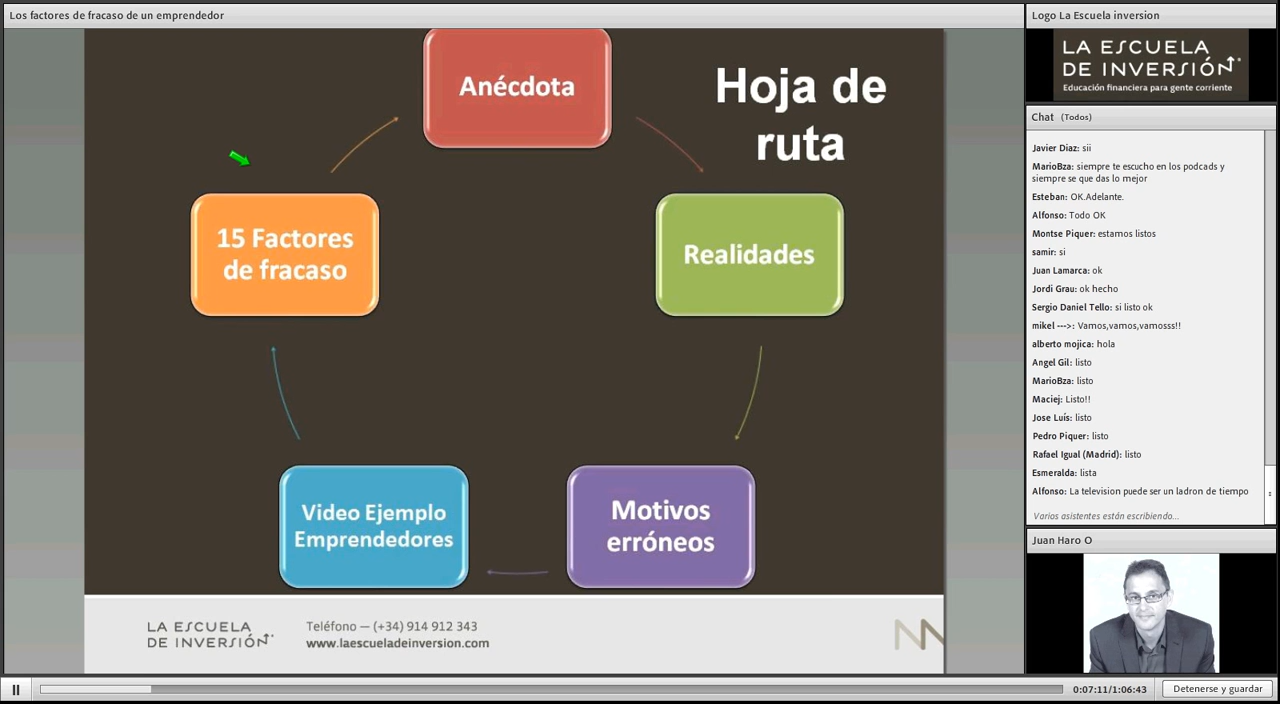 Los factores de fracaso de un emprendedor
Anécdota
Hoja de
ruta
15 Factores
de fracaso
Realidades
Video Ejemplo
Emprendedores
Motivos
erróneos
LA ESCUELA
DE INVERSIÓN
Teléfono — (+34) 914 912 343
www.laescueladeinversion.com
Logo La Escuela inversion
LA ESCUELA
DE INVERSIÓN
Educación financiera para gente corriente
Chat (Todos)
Javier Diaz: sii
MarioBza: siempre te escucho en los podcads y
siempre se que das lo mejor
Esteban: OK.Adelante.
Alfonso: Todo OK
Montse Piquer: estamos listos
samir: si
Juan Lamarca: ok
Jordi Grau: ok hecho
Sergio Daniel Tello: si listo ok
mikel --->: Vamos,vamos,vamosss!!
alberto mojica: hola
Angel Gil: listo
MarioBza: listo
Maciej: Listo!!
Jose Luís: listo
Pedro Piquer: listo
Rafael Igual (Madrid): listo
Esmeralda: lista
Alfonso: La television puede ser un ladron de tiempo
Varios asistentes están escribiendo...
Juan Haro O
0:07:11/1:06:43
Detenerse y guardar